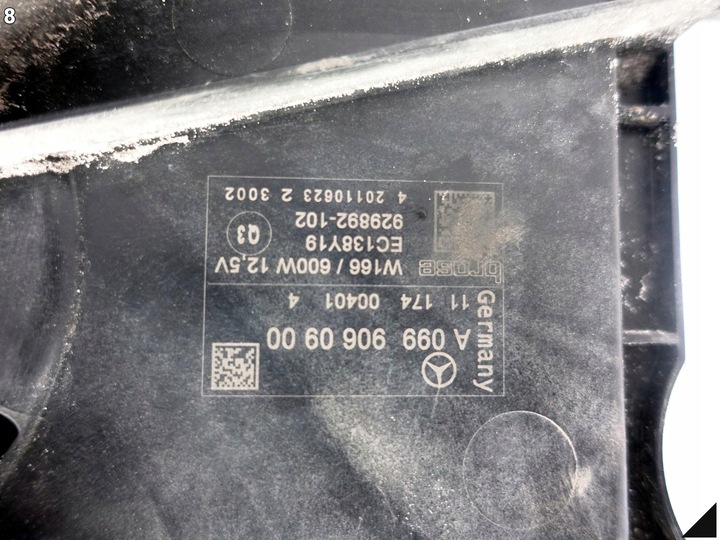 8
A 099 906 09 00
11 174 00401 4
Germany
brose
W166 / 600W 12,5V
EC138Y19
929892-102
Q3
4 20110623 2 3002